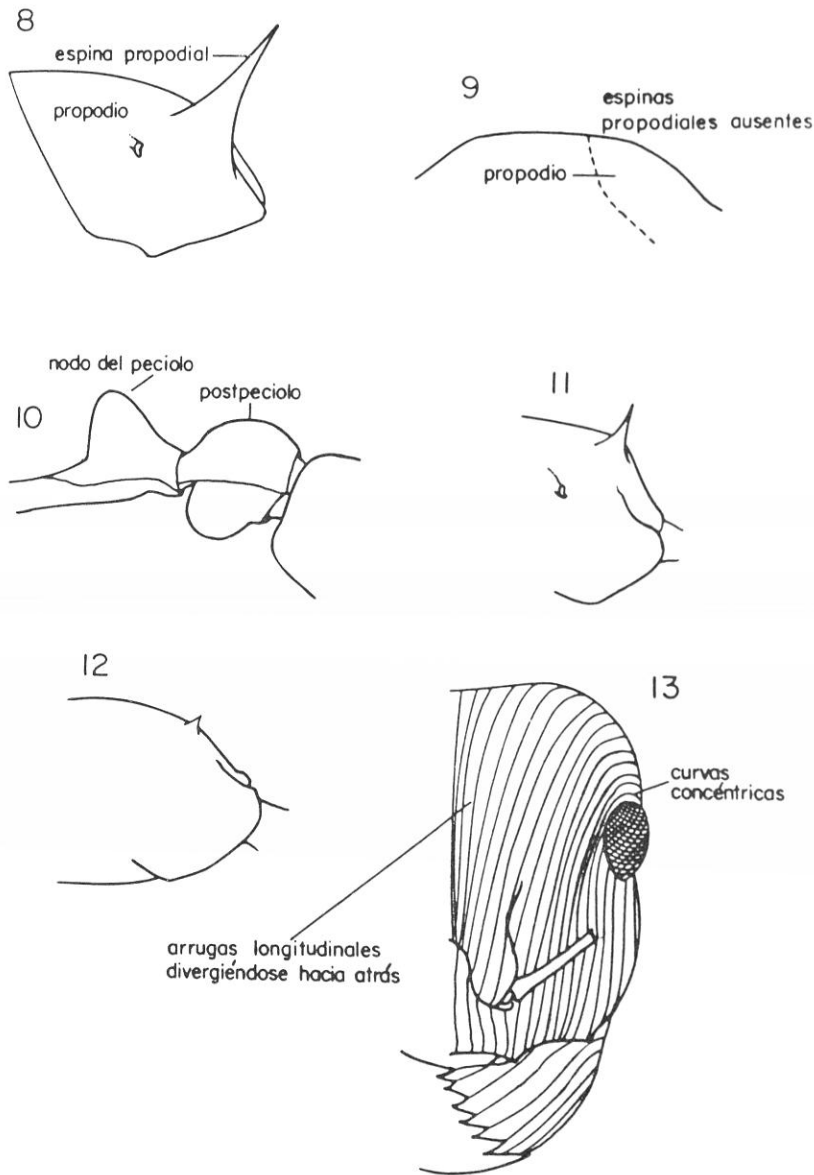 8
espina propodial
propodio
9
espinas
propodiales ausentes
propodio
10
nodo del peciolo
postpeciolo
11
12
13
curvas
concéntricas
arrugas longitudinales
divergiéndose hacia atrás